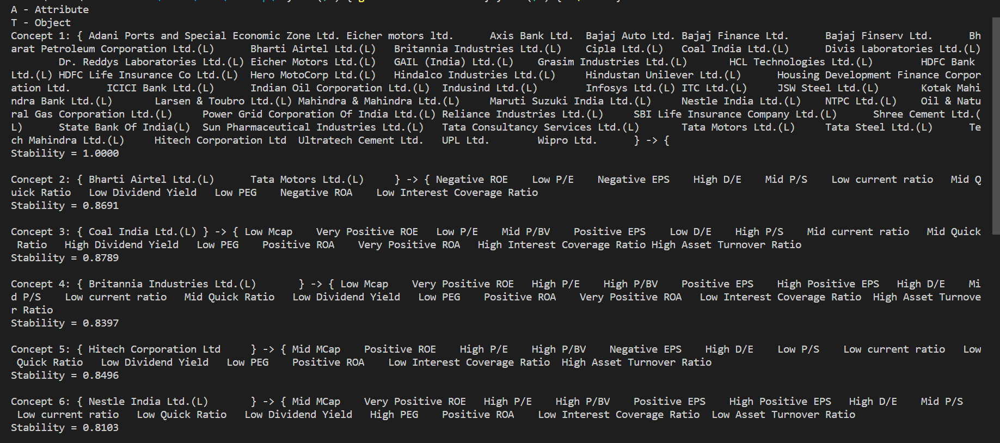 A - Attribute
T - Object
Concept 1: { Adani Ports and Special Economic Zone Ltd. Eicher motors ltd.      Axis Bank Ltd.  Bajaj Auto Ltd. Bajaj Finance Ltd.      Bajaj Finserv Ltd.      Bh
arat Petroleum Corporation Ltd.(L)      Bharti Airtel Ltd.(L)   Britannia Industries Ltd.(L)    Cipla Ltd.(L)   Coal India Ltd.(L)      Divis Laboratories Ltd.(L)
        Dr. Reddys Laboratories Ltd.(L) Eicher Motors Ltd.(L)   GAIL (India) Ltd.(L)    Grasim Industries Ltd.(L)       HCL Technologies Ltd.(L)        HDFC Bank
Ltd.(L) HDFC Life Insurance Co Ltd.(L)  Hero MotoCorp Ltd.(L)   Hindalco Industries Ltd.(L)     Hindustan Unilever Ltd.(L)      Housing Development Finance Corpor
ation Ltd.      ICICI Bank Ltd.(L)      Indian Oil Corporation Ltd.(L)  Indusind Ltd.(L)        Infosys Ltd.(L) ITC Ltd.(L)     JSW Steel Ltd.(L)       Kotak Mahi
ndra Bank Ltd.(L)       Larsen & Toubro Ltd.(L) Mahindra & Mahindra Ltd.(L)     Maruti Suzuki India Ltd.(L)     Nestle India Ltd.(L)    NTPC Ltd.(L)    Oil & Natu
ral Gas Corporation Ltd.(L)     Power Grid Corporation Of India Ltd.(L) Reliance Industries Ltd.(L)     SBI Life Insurance Company Ltd.(L)      Shree Cement Ltd.(
L)      State Bank Of India(L)  Sun Pharmaceutical Industries Ltd.(L)   Tata Consultancy Services Ltd.(L)       Tata Motors Ltd.(L)     Tata Steel Ltd.(L)      Te
ch Mahindra Ltd.(L)     Hitech Corporation Ltd  Ultratech Cement Ltd.   UPL Ltd.        Wipro Ltd.      } -> {
Stability = 1.0000
Concept 2: { Bharti Airtel Ltd.(L)      Tata Motors Ltd.(L)     } -> { Negative ROE    Low P/E    Negative EPS    High D/E    Mid P/S    Low current ratio   Mid Q
uick Ratio   Low Dividend Yield   Low PEG    Negative ROA    Low Interest Coverage Ratio
Stability = 0.8691
Concept 3: { Coal India Ltd.(L) } -> { Low Mcap    Very Positive ROE   Low P/E    Mid P/BV    Positive EPS    Low D/E    High P/S    Mid current ratio   Mid Quick
 Ratio   High Dividend Yield   Low PEG    Positive ROA    Very Positive ROA   High Interest Coverage Ratio High Asset Turnover Ratio
Stability = 0.8789
Concept 4: { Britannia Industries Ltd.(L)       } -> { Low Mcap    Very Positive ROE   High P/E    High P/BV    Positive EPS    High Positive EPS   High D/E    Mi
d P/S    Low current ratio   Mid Quick Ratio   Low Dividend Yield   Low PEG    Positive ROA    Very Positive ROA   Low Interest Coverage Ratio  High Asset Turnove
r Ratio
Stability = 0.8397
Concept 5: { Hitech Corporation Ltd     } -> { Mid MCap    Positive ROE    High P/E    High P/BV    Negative EPS    High D/E    Low P/S    Low current ratio   Low
 Quick Ratio   Low Dividend Yield   Low PEG    Positive ROA    Low Interest Coverage Ratio  High Asset Turnover Ratio
Stability = 0.8496
Concept 6: { Nestle India Ltd.(L)       } -> { Mid MCap    Very Positive ROE   High P/E    High P/BV    Positive EPS    High Positive EPS   High D/E    Mid P/S
 Low current ratio   Low Quick Ratio   Low Dividend Yield   High PEG    Positive ROA    Low Interest Coverage Ratio  Low Asset Turnover Ratio
Stability = 0.8103